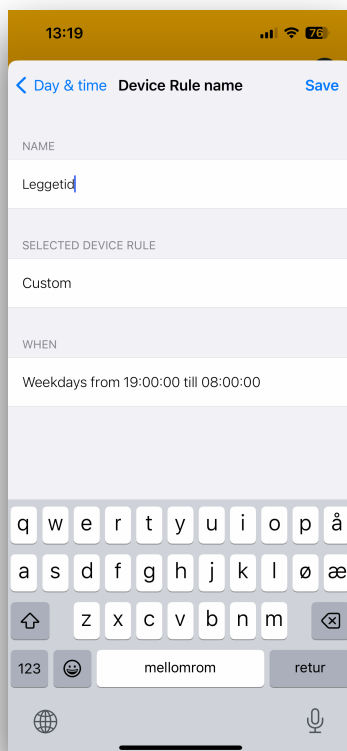 13:19
76
Day & time Device Rule name Save
NAME
Leggetid
SELECTED DEVICE RULE
Custom
WHEN
Weekdays from 19:00:00 till 08:00:00
q w e r t y u i o p å
a s d f g h j k l ø æ
z x c v b n m
123 mellomrom retur